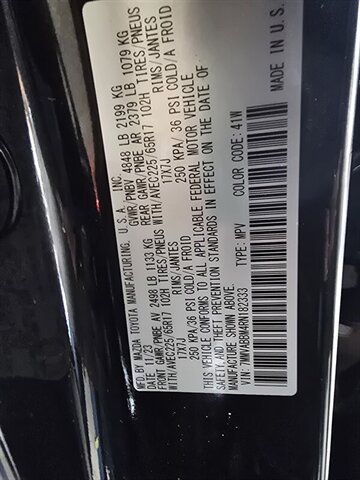 MFD. BY MAZDA TOYOTA MANUFACTURING, U.S.A., INC.
DATE: 11/23 GVWR/PNBV 4848 LB 2199 KG
FRONT GAWR/PNBE AV 2498 LB 1133 KG REAR GAWR/PNBE AR 2379 LB 1079 KG
WITH/AVEC225/65R17 102H TIRES/PNEUS WITH/AVEC225/65R17 102H TIRES/PNEUS
17X7J RIMS/JANTES 17X7J RIMS/JANTES
250 KPA/36 PSI COLD/A FROID 250 KPA/36 PSI COLD/A FROID
THIS VEHICLE CONFORMS TO ALL APPLICABLE FEDERAL MOTOR VEHICLE
SAFETY, AND THEFT PREVENTION STANDARDS IN EFFECT ON THE DATE OF
MANUFACTURE SHOWN ABOVE.
VIN: 7MMVABBM4RN182333 TYPE: MPV COLOR: 41W
MADE IN U.S.